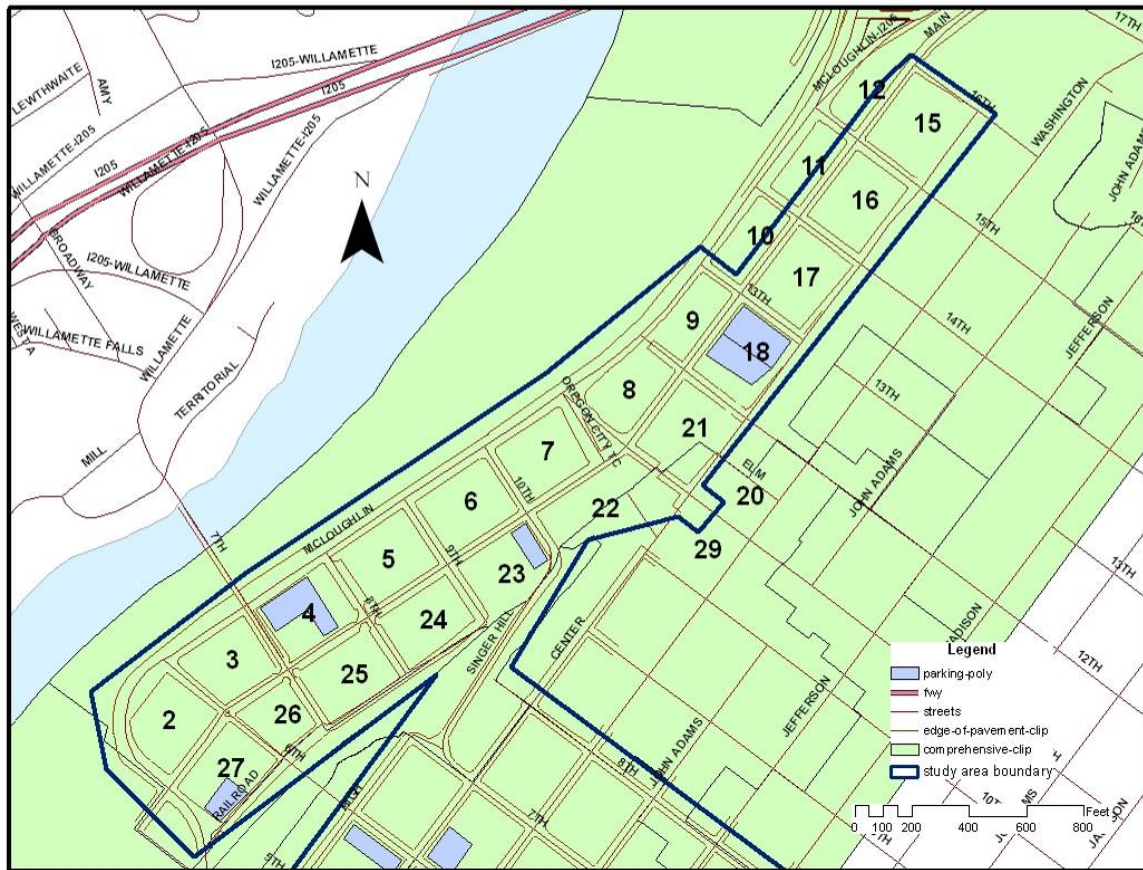 17TH
MAIN
MCLOUGHLIN-I205
I205-WILLAMETTE
LEWTHWAITE
AMY
I205
WILLAMETTE-I205
I205
WILLAMETTE-I205
WILLAMETTE-I205
12
15
16TH
WASHINGTON
JOHN ADAMS
N
11
16
15TH
BROADWAY
I205-WILLAMETTE
10
17
13TH
14TH
JEFFERSON
WEST A
WILLAMETTE FALLS
WILLAMETTE
9
18
TERRITORIAL
8
13TH
OREGON CITY TC
21
MILL
7
ELM
20
JOHN ADAMS
10TH
6
22
7TH
MCLOUGHLIN
5
9TH
23
29
13TH
4
8TH
24
SINGER HILL
CENTER
3
25
12TH
2
26
JEFFERSON
27
6TH
RAILROAD
JOHN ADAMS
8TH
HIGH
7TH
5TH
Legend
parking-poly
fwy
streets
edge-of-pavement-clip
comprehensive-clip
study area boundary
Feet
0 100 200 400 600 800